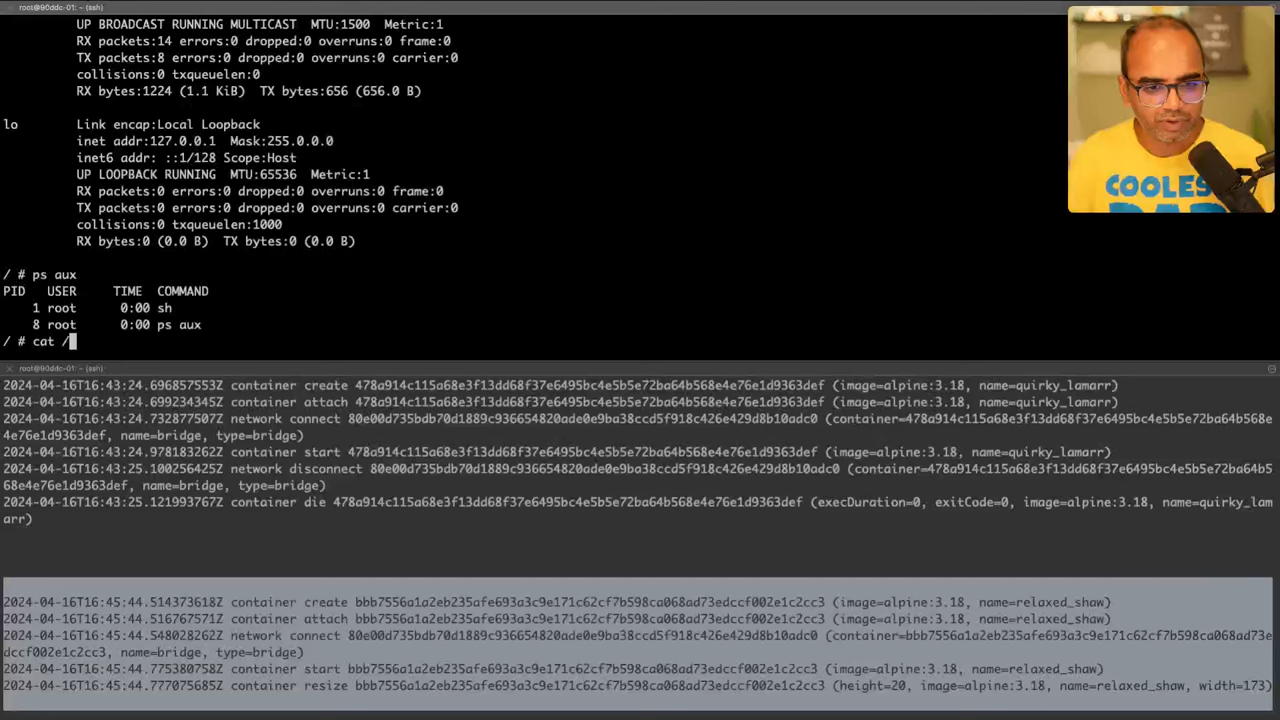 root@90ddc-01: ~ (ssh)
UP BROADCAST RUNNING MULTICAST  MTU:1500  Metric:1
RX packets:14 errors:0 dropped:0 overruns:0 frame:0
TX packets:8 errors:0 dropped:0 overruns:0 carrier:0
collisions:0 txqueuelen:0
RX bytes:1224 (1.1 KiB)  TX bytes:656 (656.0 B)
lo        Link encap:Local Loopback
inet addr:127.0.0.1  Mask:255.0.0.0
inet6 addr: ::1/128 Scope:Host
UP LOOPBACK RUNNING  MTU:65536  Metric:1
RX packets:0 errors:0 dropped:0 overruns:0 frame:0
TX packets:0 errors:0 dropped:0 overruns:0 carrier:0
collisions:0 txqueuelen:1000
RX bytes:0 (0.0 B)  TX bytes:0 (0.0 B)
/ # ps aux
PID   USER     TIME  COMMAND
1 root      0:00 sh
8 root      0:00 ps aux
/ # cat /
COOLES
root@90ddc-01: ~ (ssh)
2024-04-16T16:43:24.696857553Z container create 478a914c115a68e3f13dd68f37e6495bc4e5b5e72ba64b568e4e76e1d9363def (image=alpine:3.18, name=quirky_lamarr)
2024-04-16T16:43:24.699234345Z container attach 478a914c115a68e3f13dd68f37e6495bc4e5b5e72ba64b568e4e76e1d9363def (image=alpine:3.18, name=quirky_lamarr)
2024-04-16T16:43:24.732877507Z network connect 80e00d735bdb70d1889c936654820ade0e9ba38ccd5f918c426e429d8b10adc0 (container=478a914c115a68e3f13dd68f37e6495bc4e5b5e72ba64b568e
4e76e1d9363def, name=bridge, type=bridge)
2024-04-16T16:43:24.978183262Z container start 478a914c115a68e3f13dd68f37e6495bc4e5b5e72ba64b568e4e76e1d9363def (image=alpine:3.18, name=quirky_lamarr)
2024-04-16T16:43:25.100256425Z network disconnect 80e00d735bdb70d1889c936654820ade0e9ba38ccd5f918c426e429d8b10adc0 (container=478a914c115a68e3f13dd68f37e6495bc4e5b5e72ba64b5
68e4e76e1d9363def, name=bridge, type=bridge)
2024-04-16T16:43:25.121993767Z container die 478a914c115a68e3f13dd68f37e6495bc4e5b5e72ba64b568e4e76e1d9363def (execDuration=0, exitCode=0, image=alpine:3.18, name=quirky_lam
arr)
2024-04-16T16:45:44.514373618Z container create bbb7556a1a2eb235afe693a3c9e171c62cf7b598ca068ad73edccf002e1c2cc3 (image=alpine:3.18, name=relaxed_shaw)
2024-04-16T16:45:44.516767571Z container attach bbb7556a1a2eb235afe693a3c9e171c62cf7b598ca068ad73edccf002e1c2cc3 (image=alpine:3.18, name=relaxed_shaw)
2024-04-16T16:45:44.548028262Z network connect 80e00d735bdb70d1889c936654820ade0e9ba38ccd5f918c426e429d8b10adc0 (container=bbb7556a1a2eb235afe693a3c9e171c62cf7b598ca068ad73e
dccf002e1c2cc3, name=bridge, type=bridge)
2024-04-16T16:45:44.775380758Z container start bbb7556a1a2eb235afe693a3c9e171c62cf7b598ca068ad73edccf002e1c2cc3 (image=alpine:3.18, name=relaxed_shaw)
2024-04-16T16:45:44.777075685Z container resize bbb7556a1a2eb235afe693a3c9e171c62cf7b598ca068ad73edccf002e1c2cc3 (height=20, image=alpine:3.18, name=relaxed_shaw, width=173)